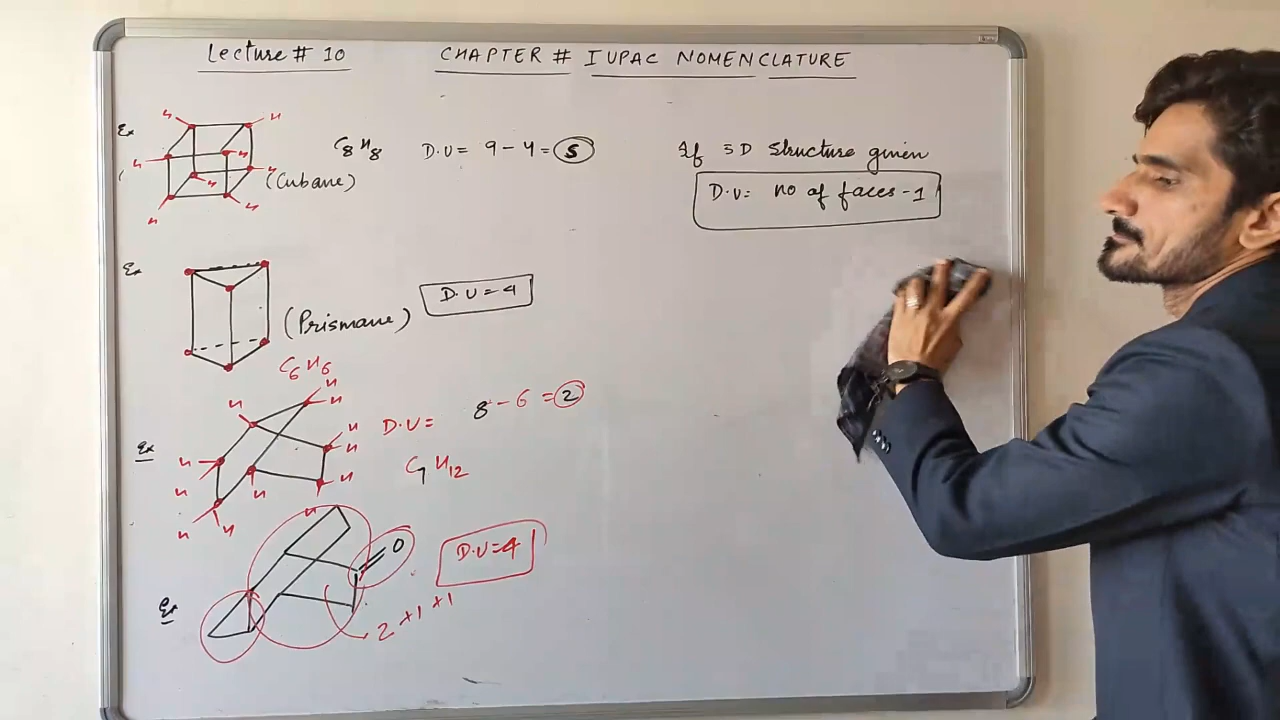 Lecture # 10
CHAPTER # IUPAC NOMENCLATURE
Ex
H H H H H H H H
C8H8 D.U = 9 - 4 = 5
(Cubane)
If 3D Structure given
D.U = no of faces - 1
Ex
(Prismane)
D.U = 4
C6H6
Ex
H H H H H H H H H H H H
D.U = 8 - 6 = 2
C7H12
Ex
O
D.U = 4
2 +1 +1